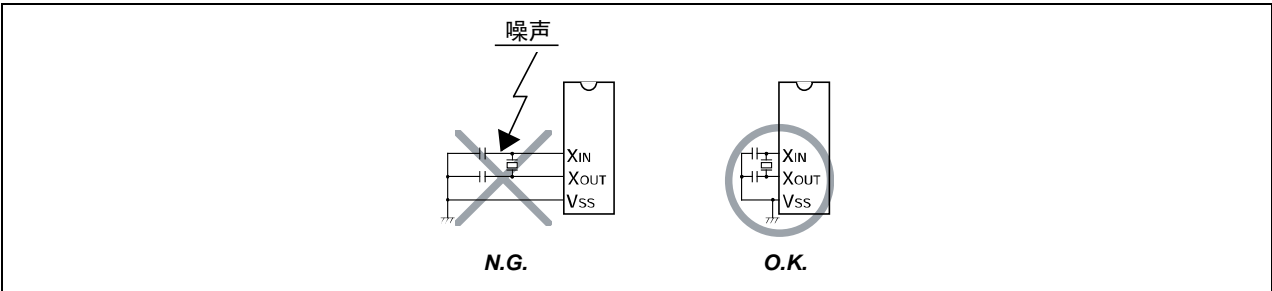 噪声
XIN
XOUT
VSS
N.G.
XIN
XOUT
VSS
O.K.